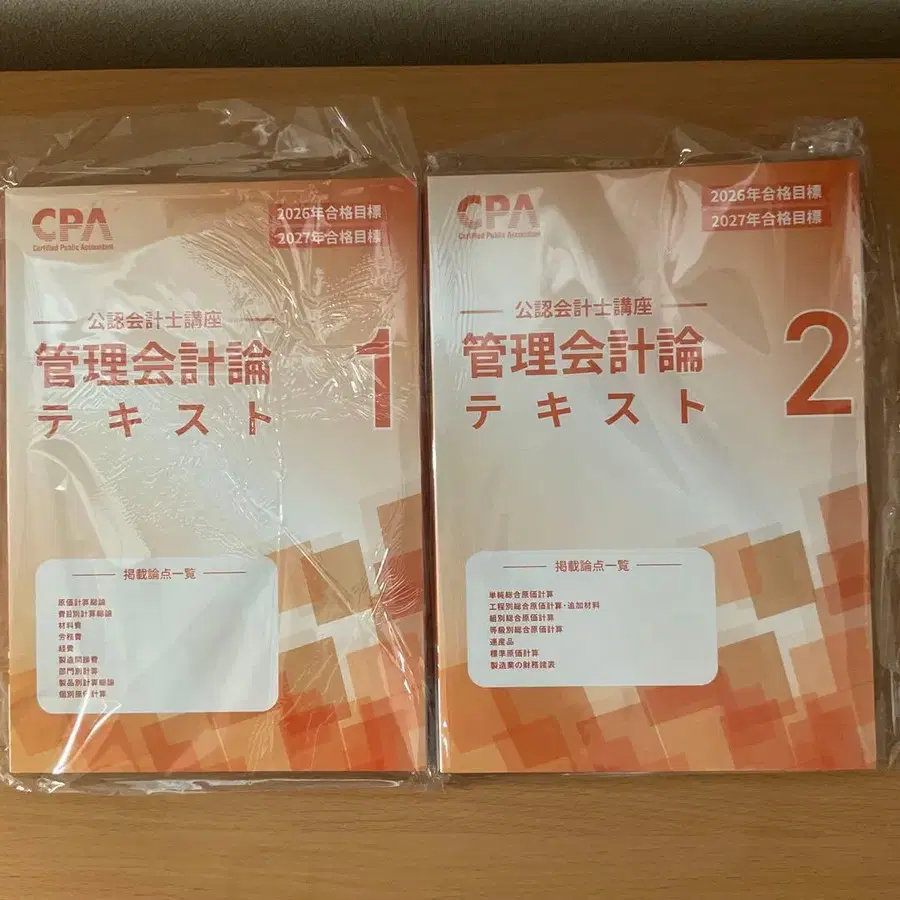 CPA
Certified Public Accountant
2026年合格目標
2027年合格目標
公認会計士講座
管理会計論
テキスト
1
掲載論点一覧
原価計算総論
費目別計算総論
材料費
労務費
経費
製造間接費
部門別計算
製品別計算総論
個別原価計算
CPA
Certified Public Accountant
2026年合格目標
2027年合格目標
公認会計士講座
管理会計論
テキスト
2
掲載論点一覧
単純総合原価計算
工程別総合原価計算・追加材料
組別総合原価計算
等級別総合原価計算
連産品
標準原価計算
製造業の財務諸表